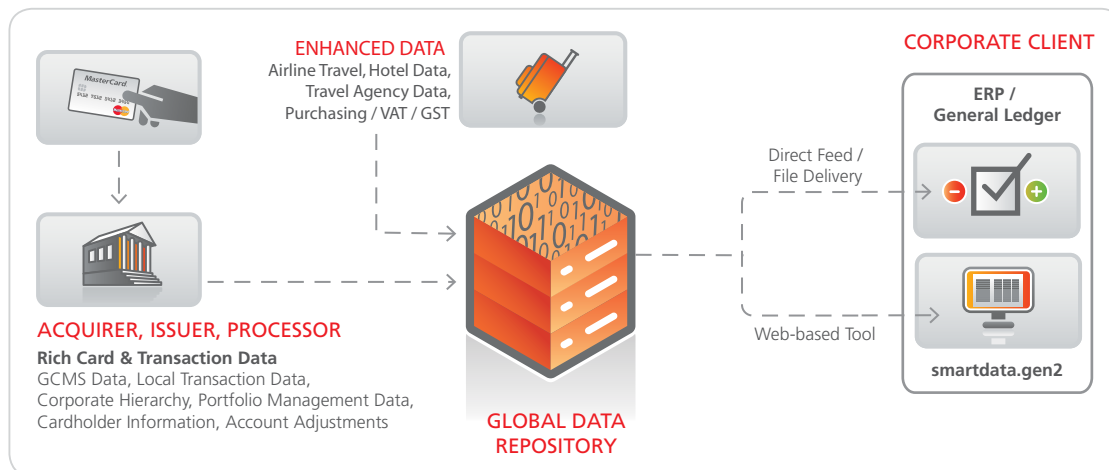 MasterCard
ENHANCED DATA
Airline Travel, Hotel Data,
Travel Agency Data,
Purchasing / VAT / GST
ACQUIRER, ISSUER, PROCESSOR
Rich Card & Transaction Data
GCMS Data, Local Transaction Data,
Corporate Hierarchy, Portfolio Management Data,
Cardholder Information, Account Adjustments
GLOBAL DATA
REPOSITORY
Direct Feed /
File Delivery
Web-based Tool
CORPORATE CLIENT
ERP /
General Ledger
smartdata.gen2